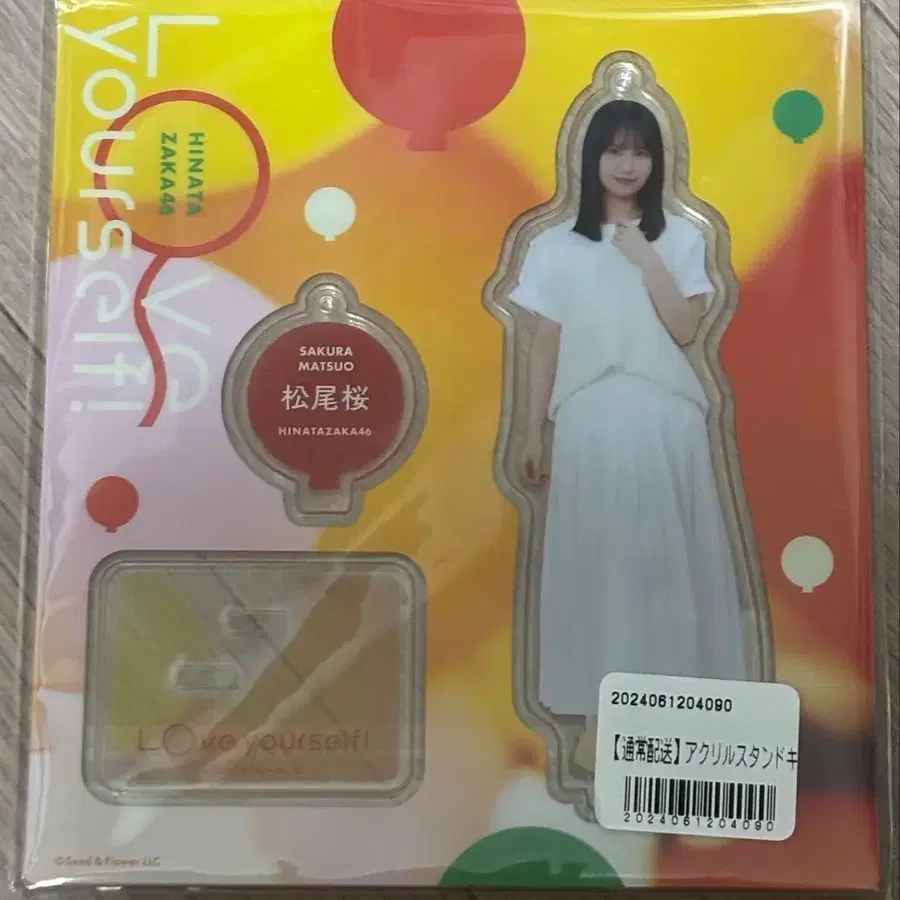 Love
yourself!
HINATA
ZAKA46
SAKURA
MATSUO
松尾桜
HINATAZAKA46
Love yourself!
©Seed & Flower LLC
2024061204090
【通常配送】アクリルスタンドキ
2024061204090